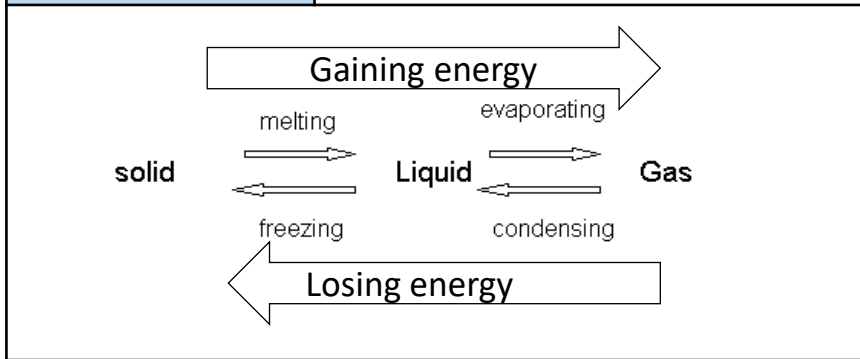 Gaining energy
melting evaporating
solid Liquid Gas
freezing condensing
Losing energy